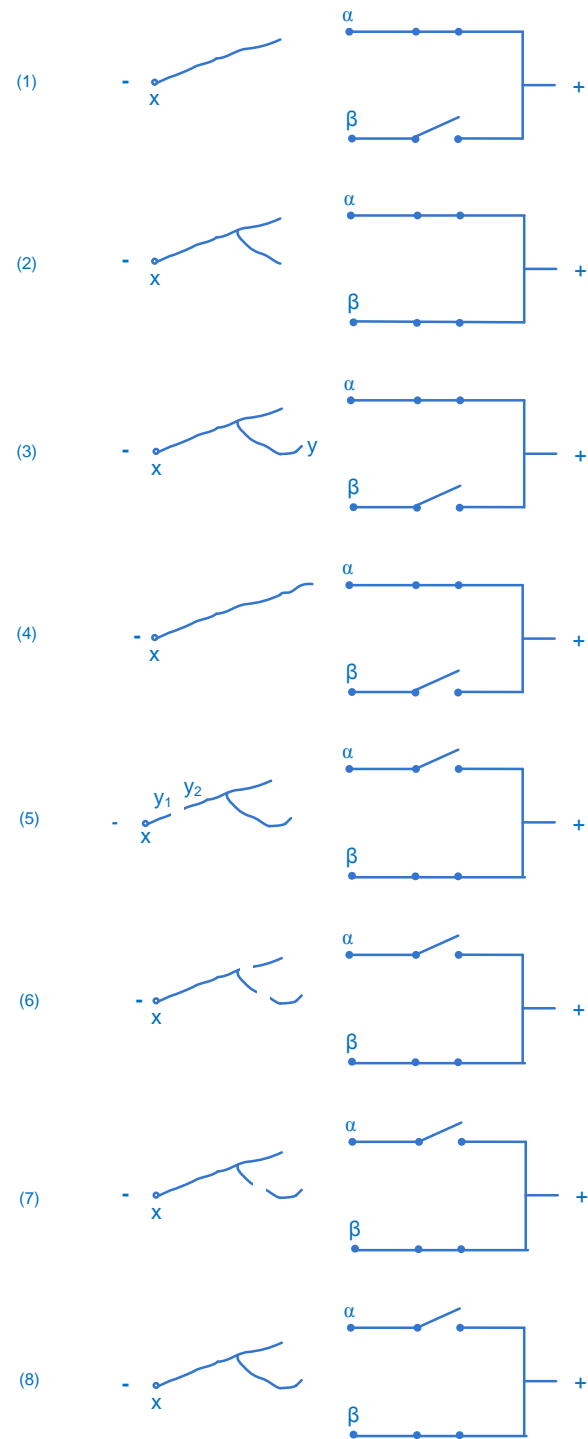 α
(1) - x β +
α
(2) - x β +
α
(3) - x y β +
α
(4) - x β +
α
(5) - x y₁ y₂ β +
α
(6) - x β +
α
(7) - x β +
α
(8) - x β +